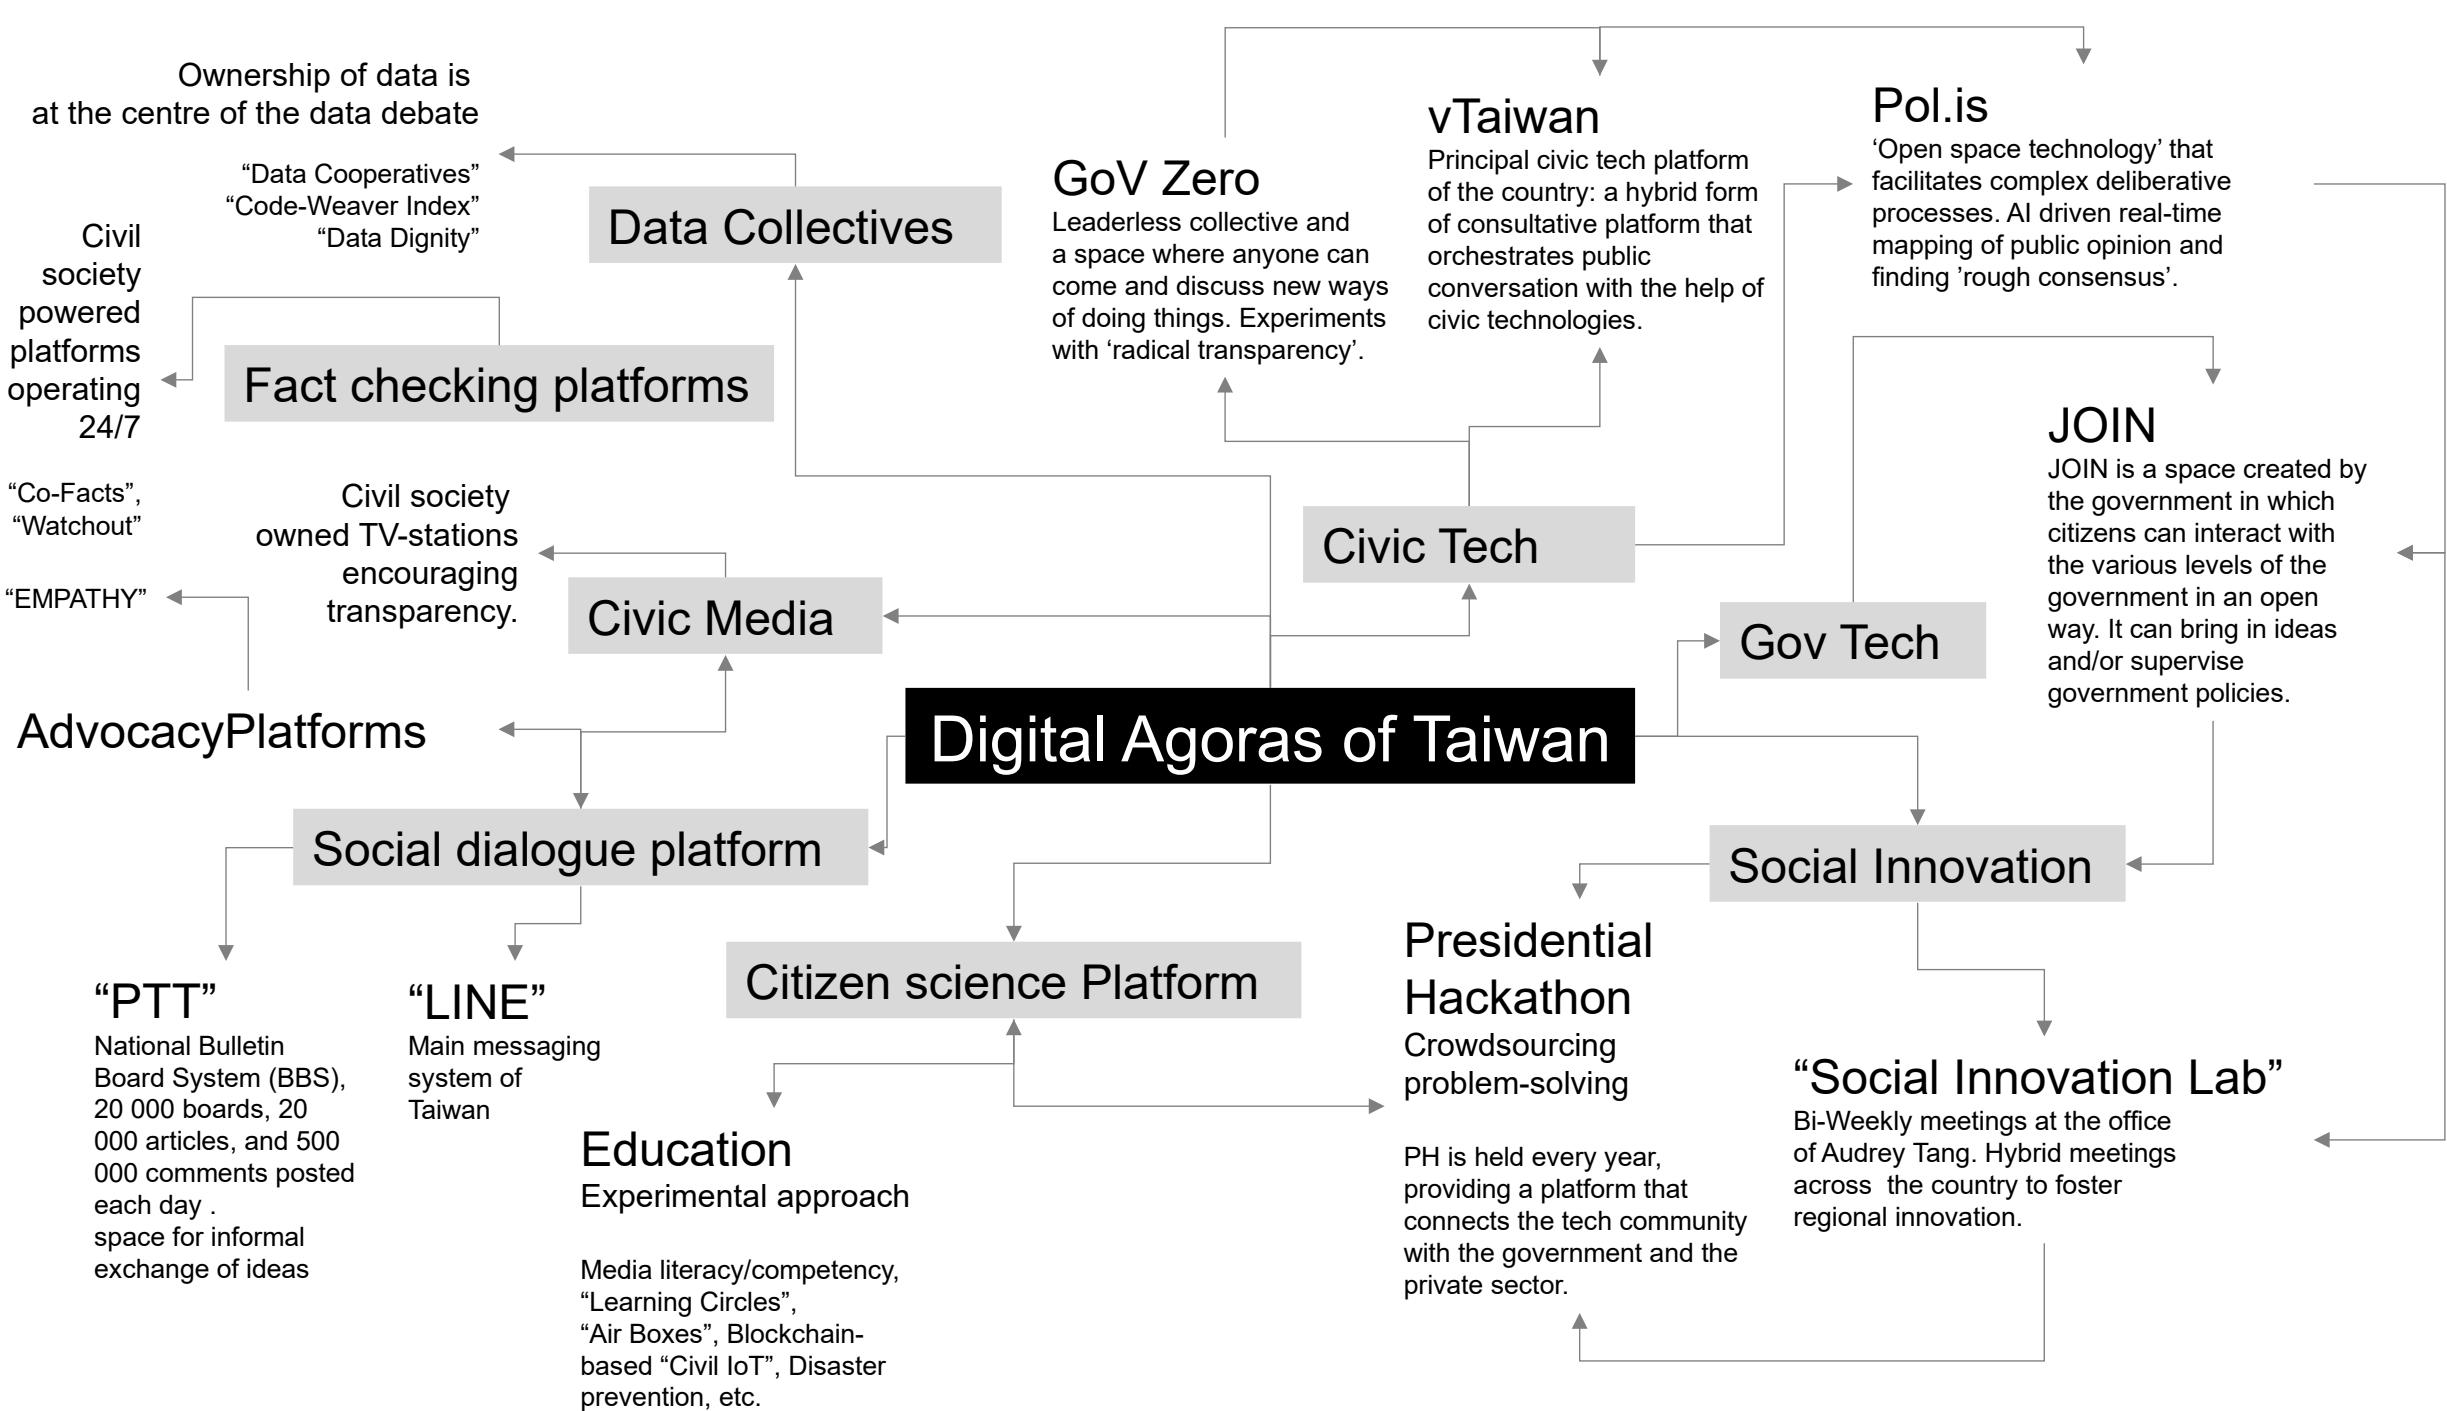 Ownership of data is
at the centre of the data debate
“Data Cooperatives”
“Code-Weaver Index”
“Data Dignity”
Data Collectives
Civil
society
powered
platforms
operating
24/7
“Co-Facts”,
“Watchout”
Fact checking platforms
GoV Zero
Leaderless collective and
a space where anyone can
come and discuss new ways
of doing things. Experiments
with ‘radical transparency’.
vTaiwan
Principal civic tech platform
of the country: a hybrid form
of consultative platform that
orchestrates public
conversation with the help of
civic technologies.
Pol.is
‘Open space technology’ that
facilitates complex deliberative
processes. AI driven real-time
mapping of public opinion and
finding ’rough consensus’.
JOIN
JOIN is a space created by
the government in which
citizens can interact with
the various levels of the
government in an open
way. It can bring in ideas
and/or supervise
government policies.
Civil society
owned TV-stations
encouraging
transparency.
Civic Media
Civic Tech
Gov Tech
“EMPATHY”
AdvocacyPlatforms
Digital Agoras of Taiwan
Social dialogue platform
Social Innovation
“PTT”
National Bulletin
Board System (BBS),
20 000 boards, 20
000 articles, and 500
000 comments posted
each day .
space for informal
exchange of ideas
“LINE”
Main messaging
system of
Taiwan
Citizen science Platform
Education
Experimental approach
Media literacy/competency,
“Learning Circles”,
“Air Boxes”, Blockchain-
based “Civil IoT”, Disaster
prevention, etc.
Presidential
Hackathon
Crowdsourcing
problem-solving
PH is held every year,
providing a platform that
connects the tech community
with the government and the
private sector.
“Social Innovation Lab”
Bi-Weekly meetings at the office
of Audrey Tang. Hybrid meetings
across  the country to foster
regional innovation.